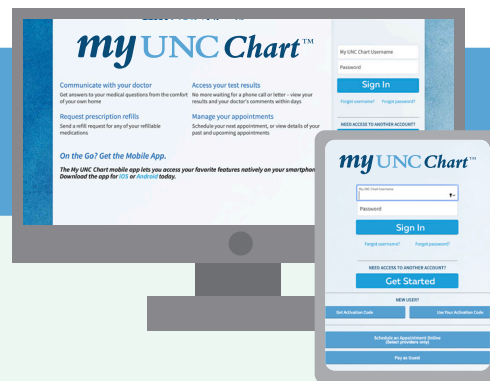 my UNC Chart™
My UNC Chart Username
Password
Sign In
Forgot username? Forgot password?
NEED ACCESS TO ANOTHER ACCOUNT?
Communicate with your doctor
Get answers to your medical questions from the comfort
of your own home
Access your test results
No more waiting for a phone call or letter – view your
results and your doctor's comments within days
Request prescription refills
Send a refill request for any of your refillable
medications
Manage your appointments
Schedule your next appointment, or view details of your
past and upcoming appointments
On the Go? Get the Mobile App.
The My UNC Chart mobile app lets you access your favorite features natively on your smartphon
Download the app for iOS or Android today.
my UNC Chart™
My UNC Chart Username
Password
Sign In
Forgot username? Forgot password?
NEED ACCESS TO ANOTHER ACCOUNT?
Get Started
NEW USER?
Get Activation Code Use Your Activation Code
Schedule an Appointment Online
(Select providers only)
Pay as Guest